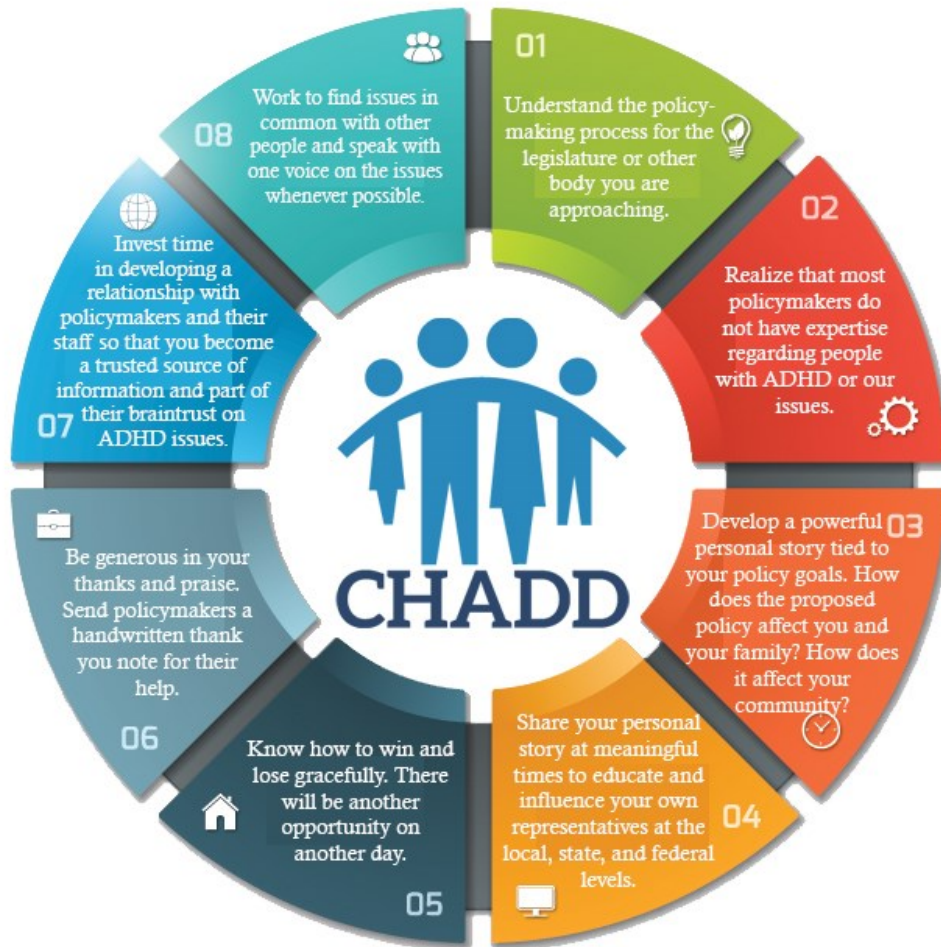 01
Understand the policy-
making process for the
legislature or other
body you are
approaching.
02
Realize that most
policymakers do
not have expertise
regarding people
with ADHD or our
issues.
03
Develop a powerful
personal story tied to
your policy goals. How
does the proposed
policy affect you and
your family? How does
it affect your
community?
04
Share your personal
story at meaningful
times to educate and
influence your own
representatives at the
local, state, and federal
levels.
05
Know how to win and
lose gracefully. There
will be another
opportunity on
another day.
06
Be generous in your
thanks and praise.
Send policymakers a
handwritten thank
you note for their
help.
07
Invest time
in developing a
relationship with
policymakers and their
staff so that you become
a trusted source of
information and part of
their braintrust on
ADHD issues.
08
Work to find issues in
common with other
people and speak with
one voice on the issues
whenever possible.
CHADD